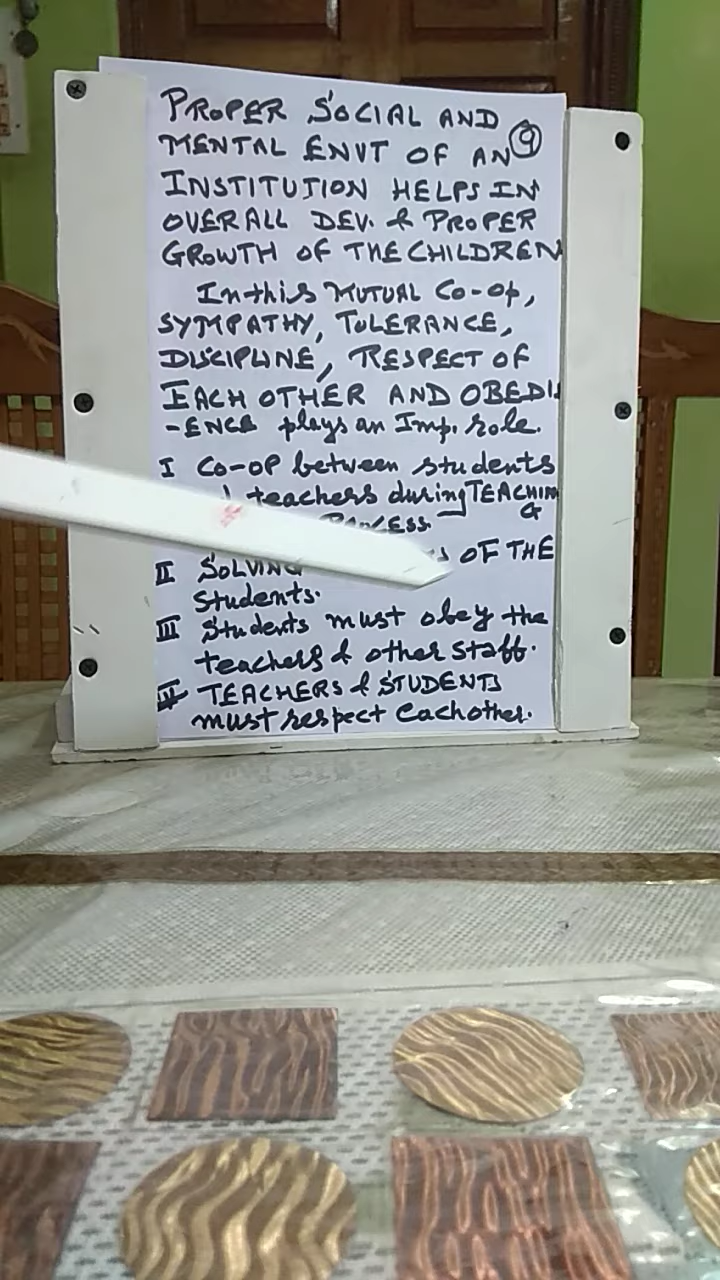 PROPER SOCIAL AND
MENTAL ENVT OF AN 9
INSTITUTION HELPS IN
OVERALL DEV. & PROPER
GROWTH OF THE CHILDREN
In this MUTUAL Co-op,
SYMPATHY, TOLERANCE,
DISCIPLINE, RESPECT OF
EACH OTHER AND OBEDI
-ENCE plays an Imp. role.
I Co-op between students
teachers during TEACHIN
&
II SOLVING OF THE
Students.
III Students must obey the
teachers & other staff.
IV TEACHERS & STUDENTS
must respect Eachother.